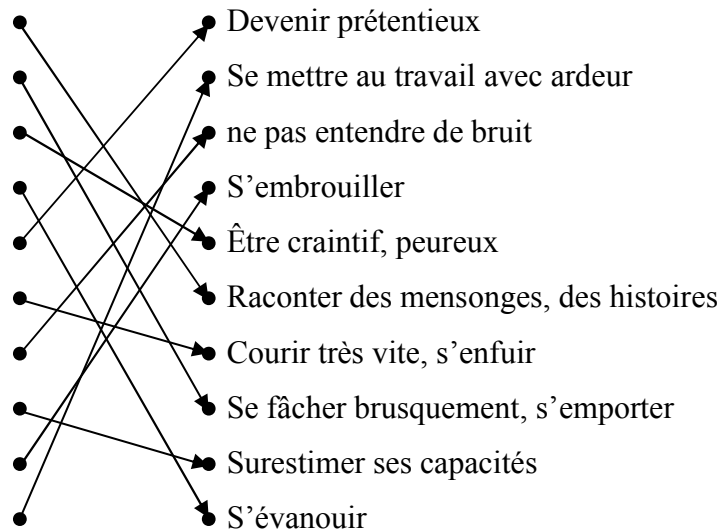 Devenir prétentieux
Se mettre au travail avec ardeur
ne pas entendre de bruit
S’embrouiller
Être craintif, peureux
Raconter des mensonges, des histoires
Courir très vite, s’enfuir
Se fâcher brusquement, s’emporter
Surestimer ses capacités
S’évanouir